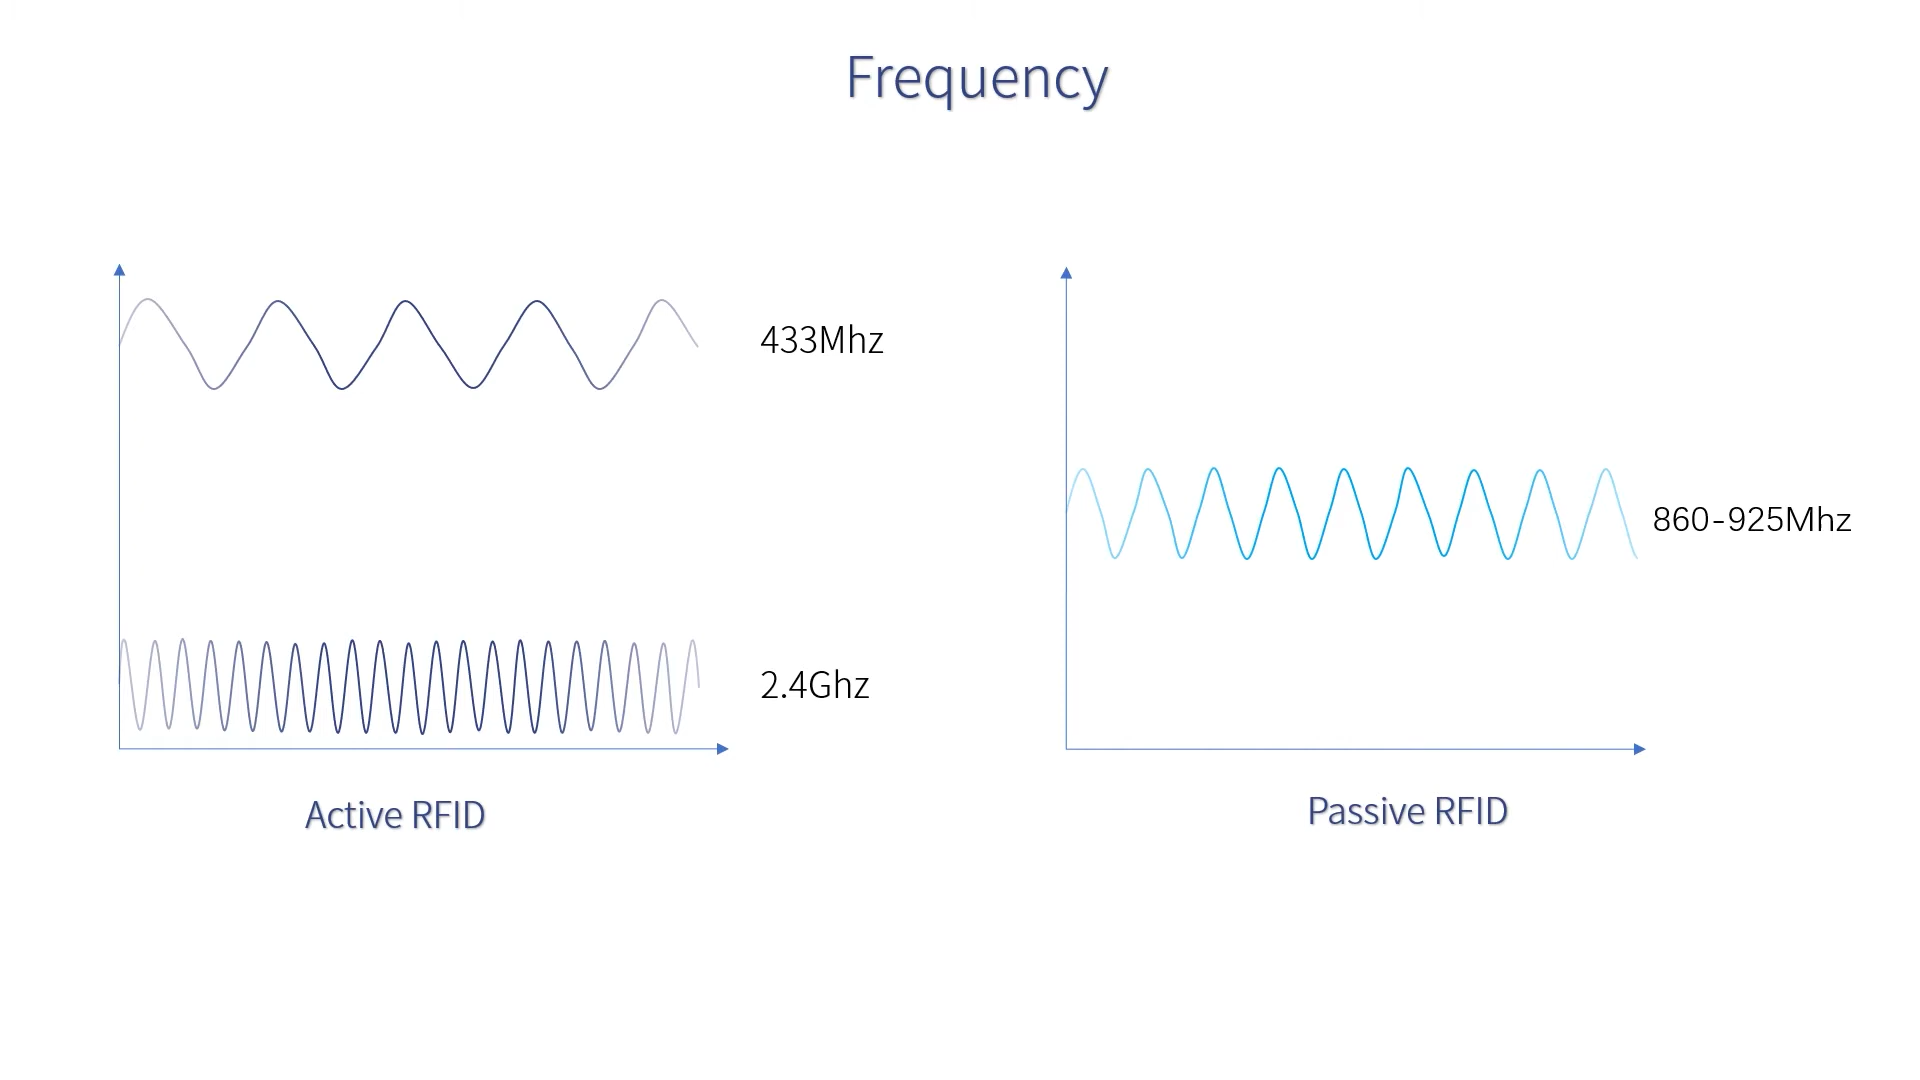 Frequency
433Mhz
2.4Ghz
Active RFID
860-925Mhz
Passive RFID